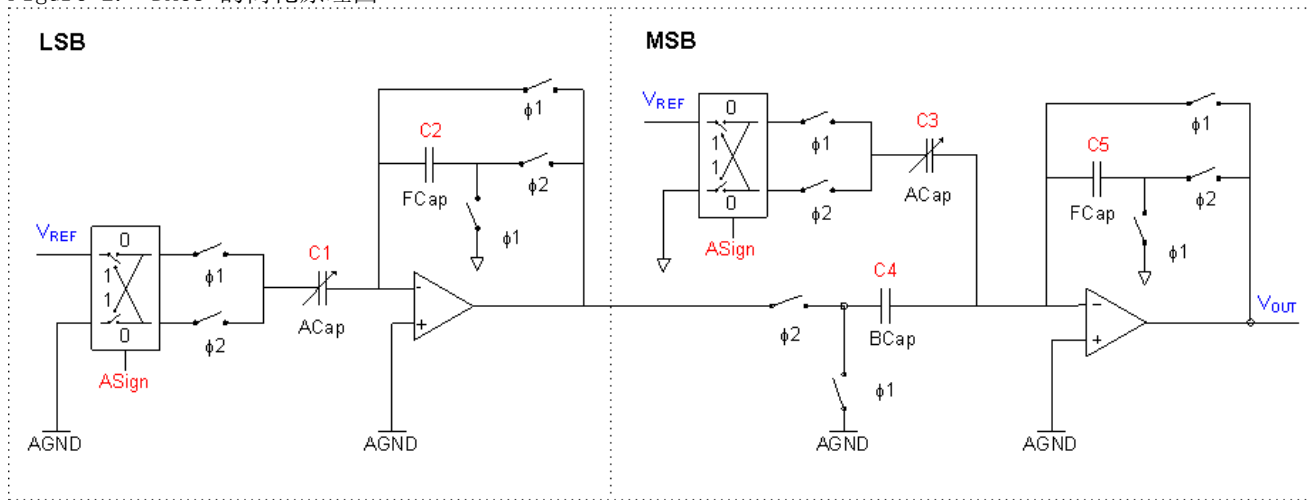 LSB
C2
FCap
ϕ1
ϕ2
ϕ1
VREF
0
1
1
0
ASign
ϕ1
ϕ2
C1
ACap
AGND
AGND
MSB
VREF
0
1
1
0
ASign
ϕ1
ϕ2
C3
ACap
C4
BCap
ϕ2
ϕ1
AGND
C5
FCap
ϕ1
ϕ2
ϕ1
VOUT
AGND